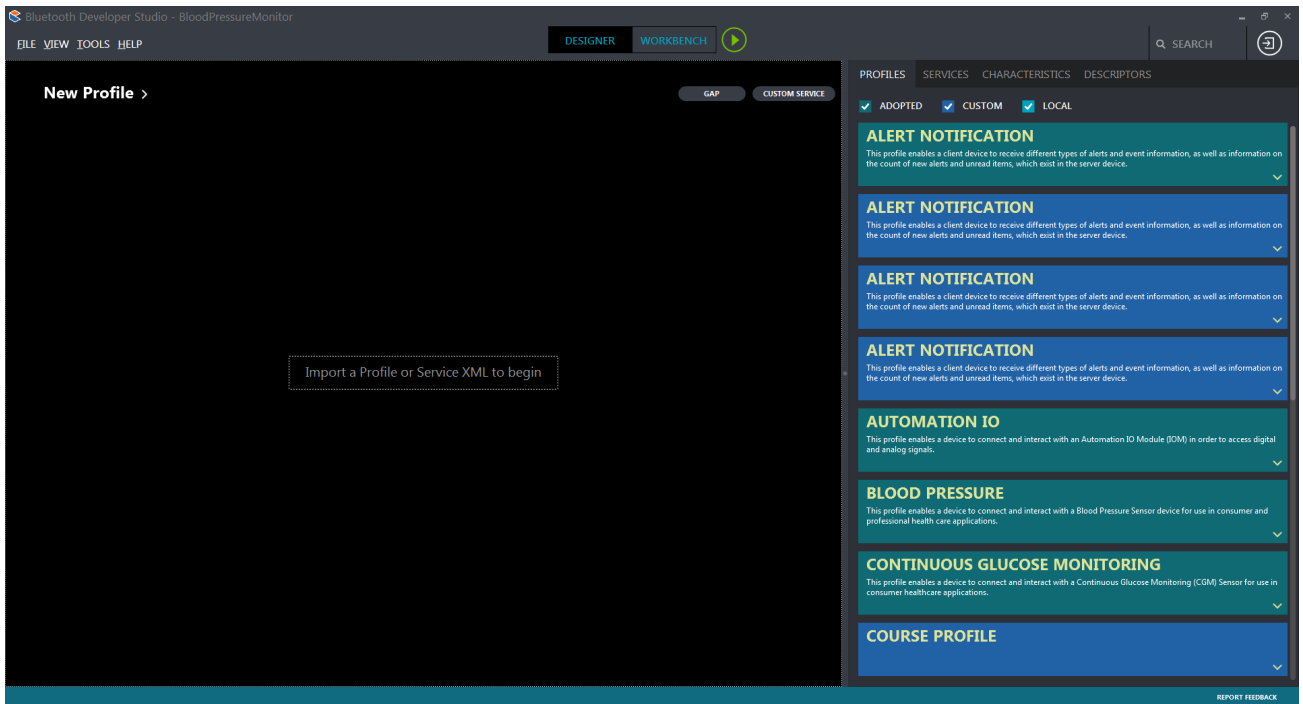 Bluetooth Developer Studio - BloodPressureMonitor
FILE VIEW TOOLS HELP
DESIGNER WORKBENCH
SEARCH
New Profile >
GAP CUSTOM SERVICE
Import a Profile or Service XML to begin
PROFILES SERVICES CHARACTERISTICS DESCRIPTORS
ADOPTED CUSTOM LOCAL
ALERT NOTIFICATION
This profile enables a client device to receive different types of alerts and event information, as well as information on
the count of new alerts and unread items, which exist in the server device.
ALERT NOTIFICATION
This profile enables a client device to receive different types of alerts and event information, as well as information on
the count of new alerts and unread items, which exist in the server device.
ALERT NOTIFICATION
This profile enables a client device to receive different types of alerts and event information, as well as information on
the count of new alerts and unread items, which exist in the server device.
ALERT NOTIFICATION
This profile enables a client device to receive different types of alerts and event information, as well as information on
the count of new alerts and unread items, which exist in the server device.
AUTOMATION IO
This profile enables a device to connect and interact with an Automation IO Module (IOM) in order to access digital
and analog signals.
BLOOD PRESSURE
This profile enables a device to connect and interact with a Blood Pressure Sensor device for use in consumer and
professional health care applications.
CONTINUOUS GLUCOSE MONITORING
This profile enables a device to connect and interact with a Continuous Glucose Monitoring (CGM) Sensor for use in
consumer healthcare applications.
COURSE PROFILE
REPORT FEEDBACK